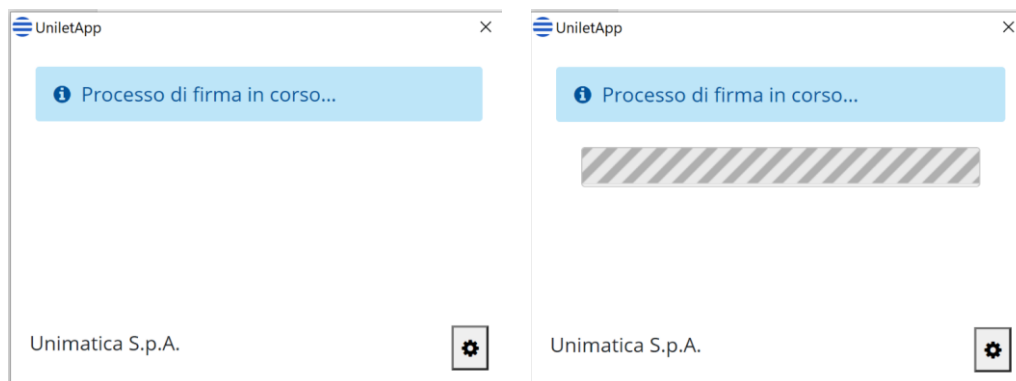 UniletApp
Processo di firma in corso...
Unimatica S.p.A.
UniletApp
Processo di firma in corso...
Unimatica S.p.A.